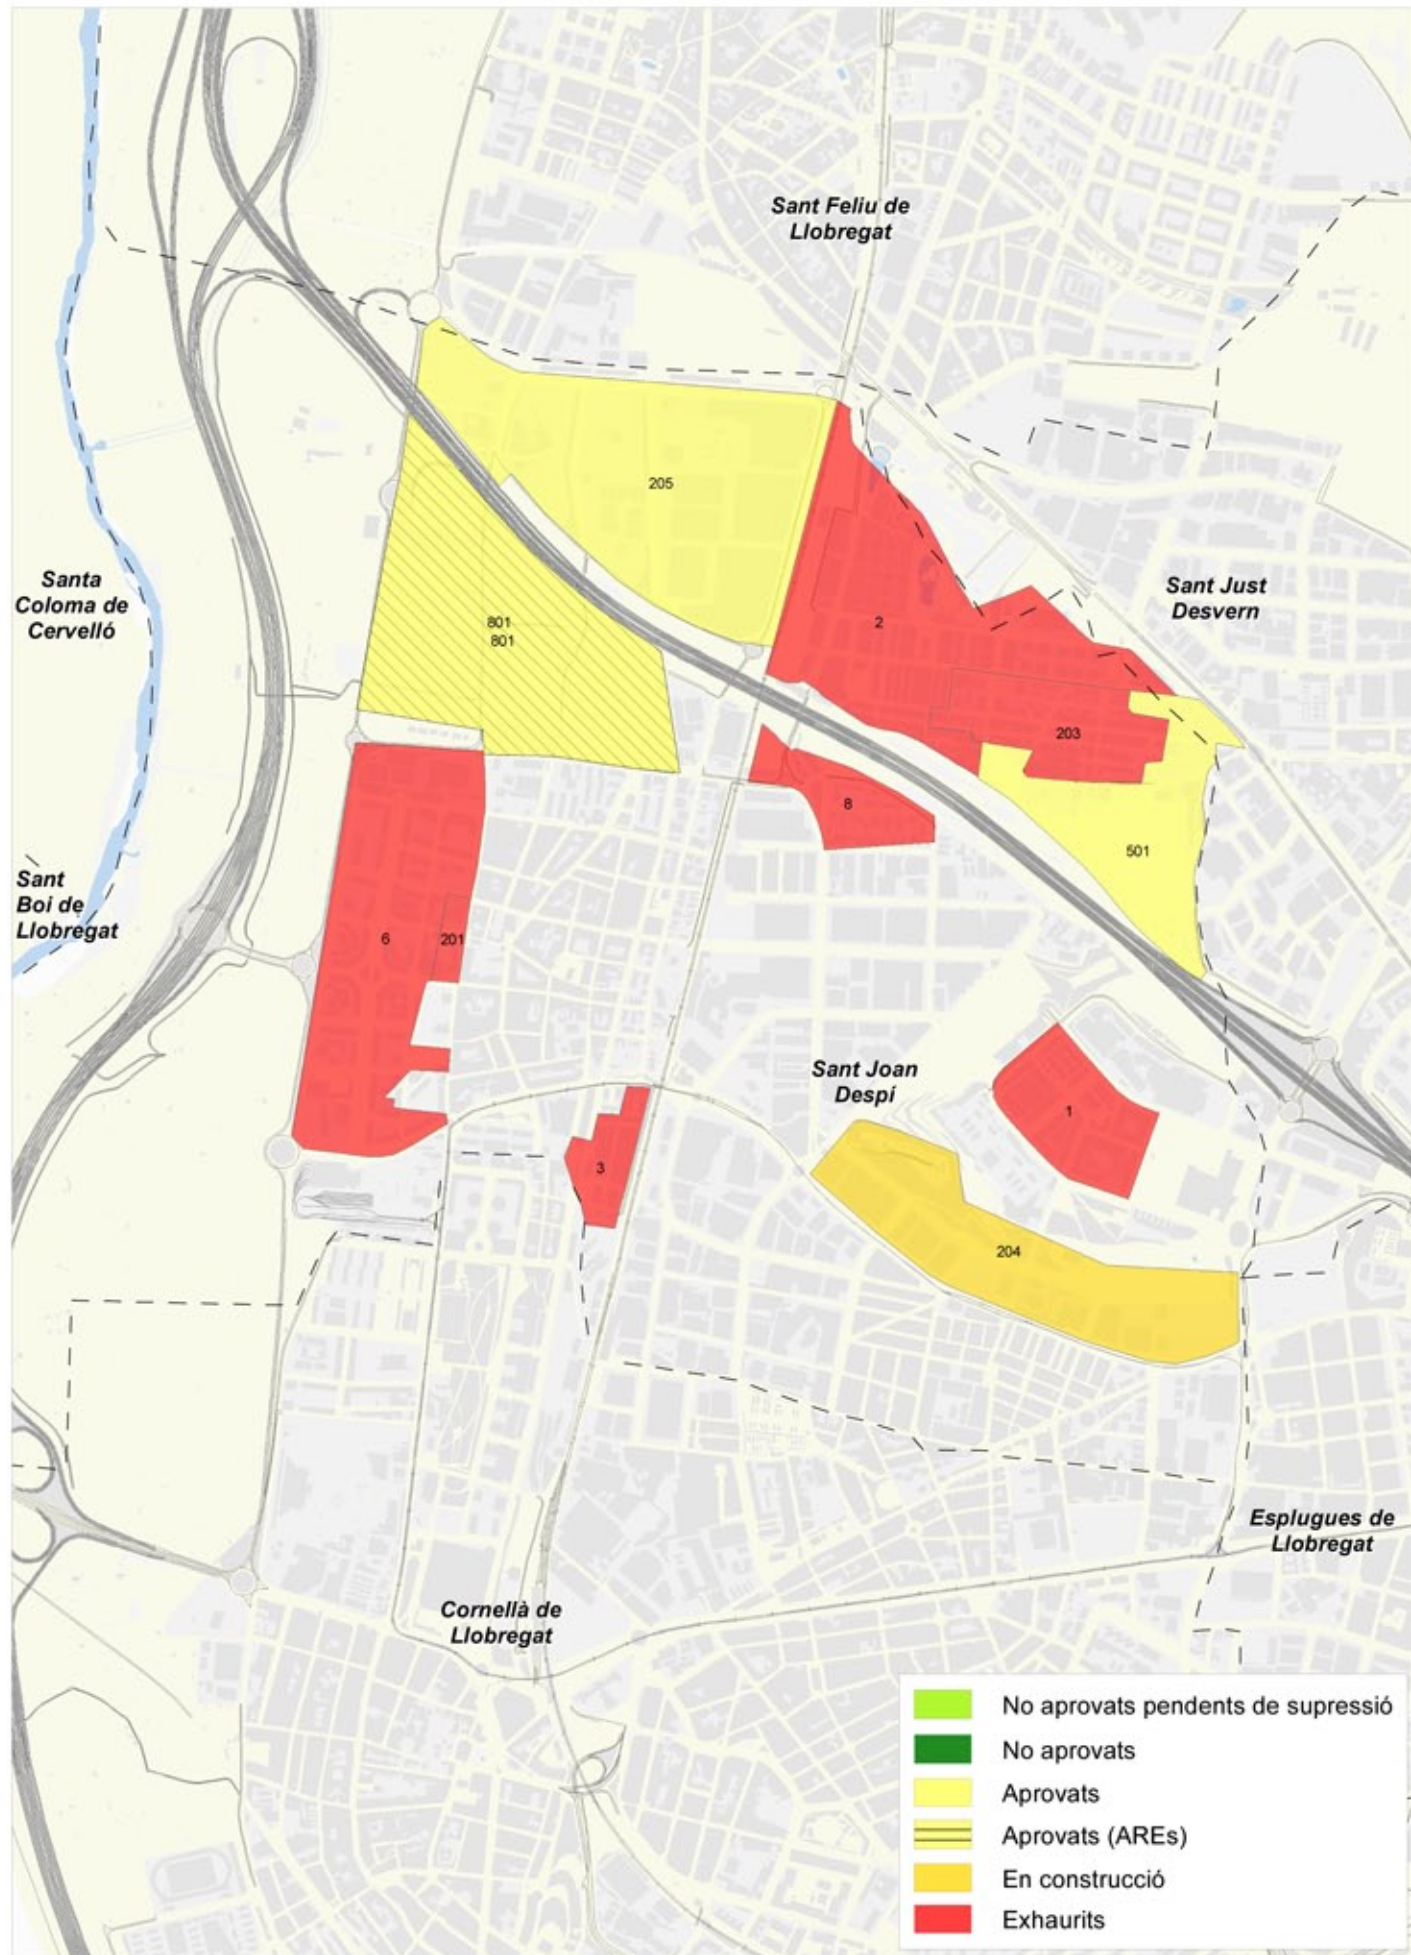 Sant Feliu de
Llobregat
205
Santa
Coloma de
Cervelló
Sant Just
Desvern
801
801
2
203
8
501
Sant
Boi de
Llobregat
6
201
Sant Joan
Despí
1
3
204
Esplugues de
Llobregat
Cornellà de
Llobregat
No aprovats pendents de supressió
No aprovats
Aprovats
Aprovats (AREs)
En construcció
Exhaurits